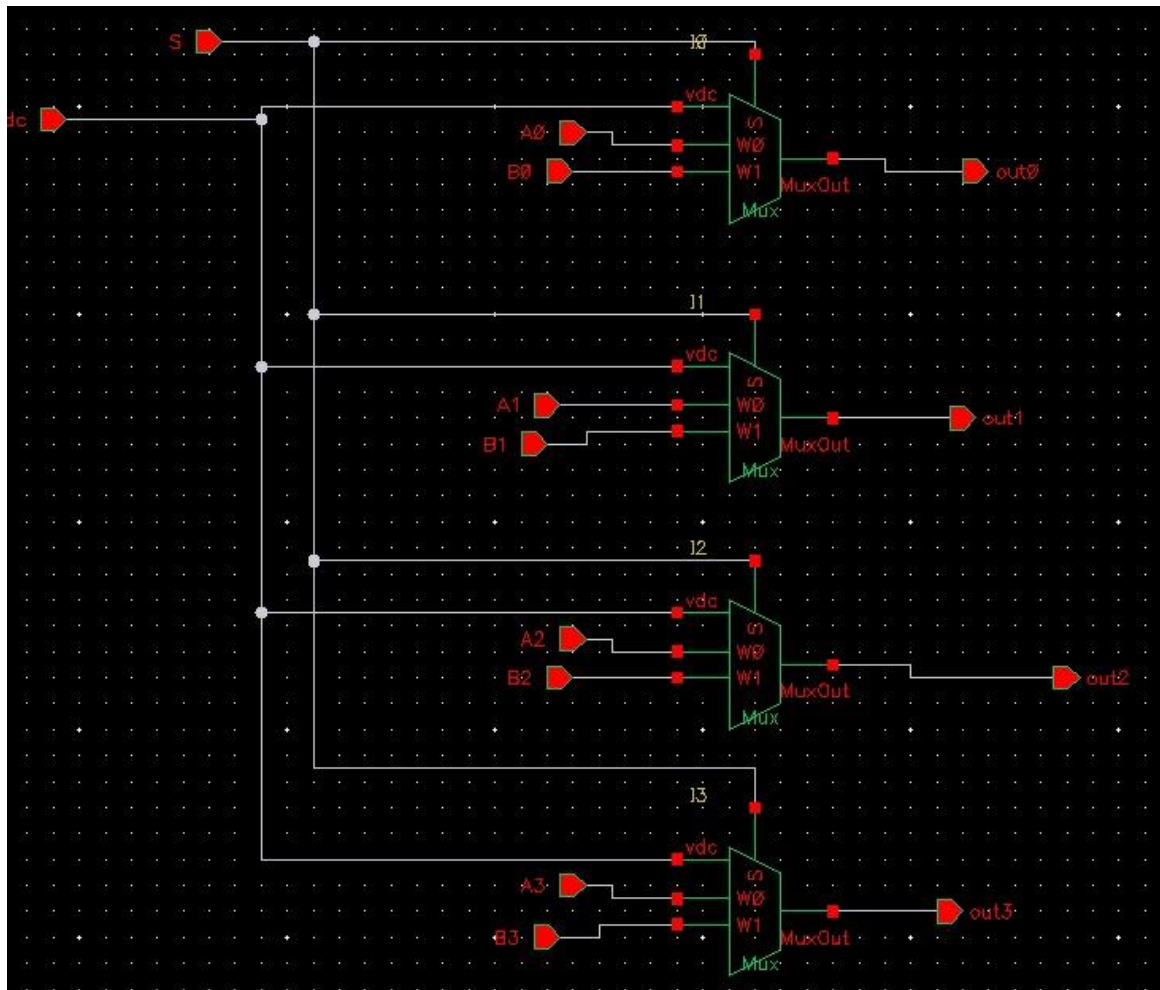 S
I0
dc
vdc
S
A0
W0
B0
W1
MuxOut
out0
Mux
I1
vdc
S
A1
W0
B1
W1
MuxOut
out1
Mux
I2
vdc
S
A2
W0
B2
W1
MuxOut
out2
Mux
I3
vdc
S
A3
W0
B3
W1
MuxOut
out3
Mux